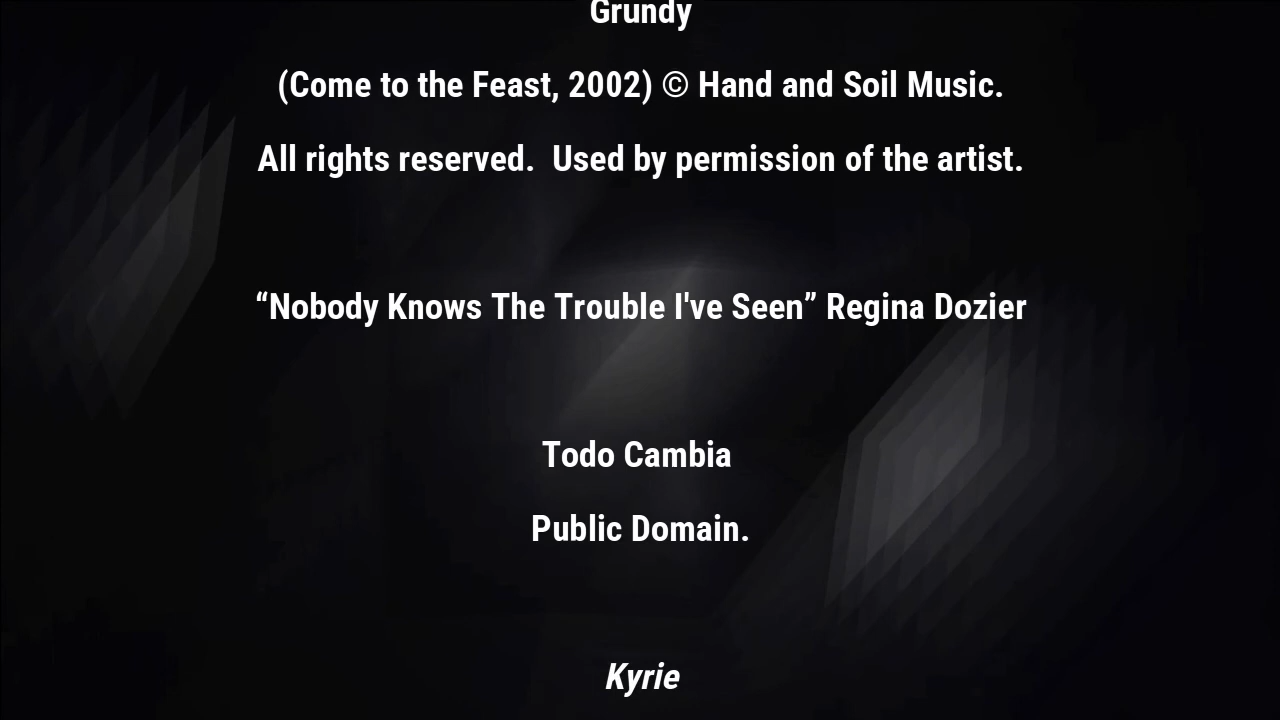 Grundy
(Come to the Feast, 2002) © Hand and Soil Music.
All rights reserved.  Used by permission of the artist.
“Nobody Knows The Trouble I've Seen” Regina Dozier
Todo Cambia
Public Domain.
Kyrie